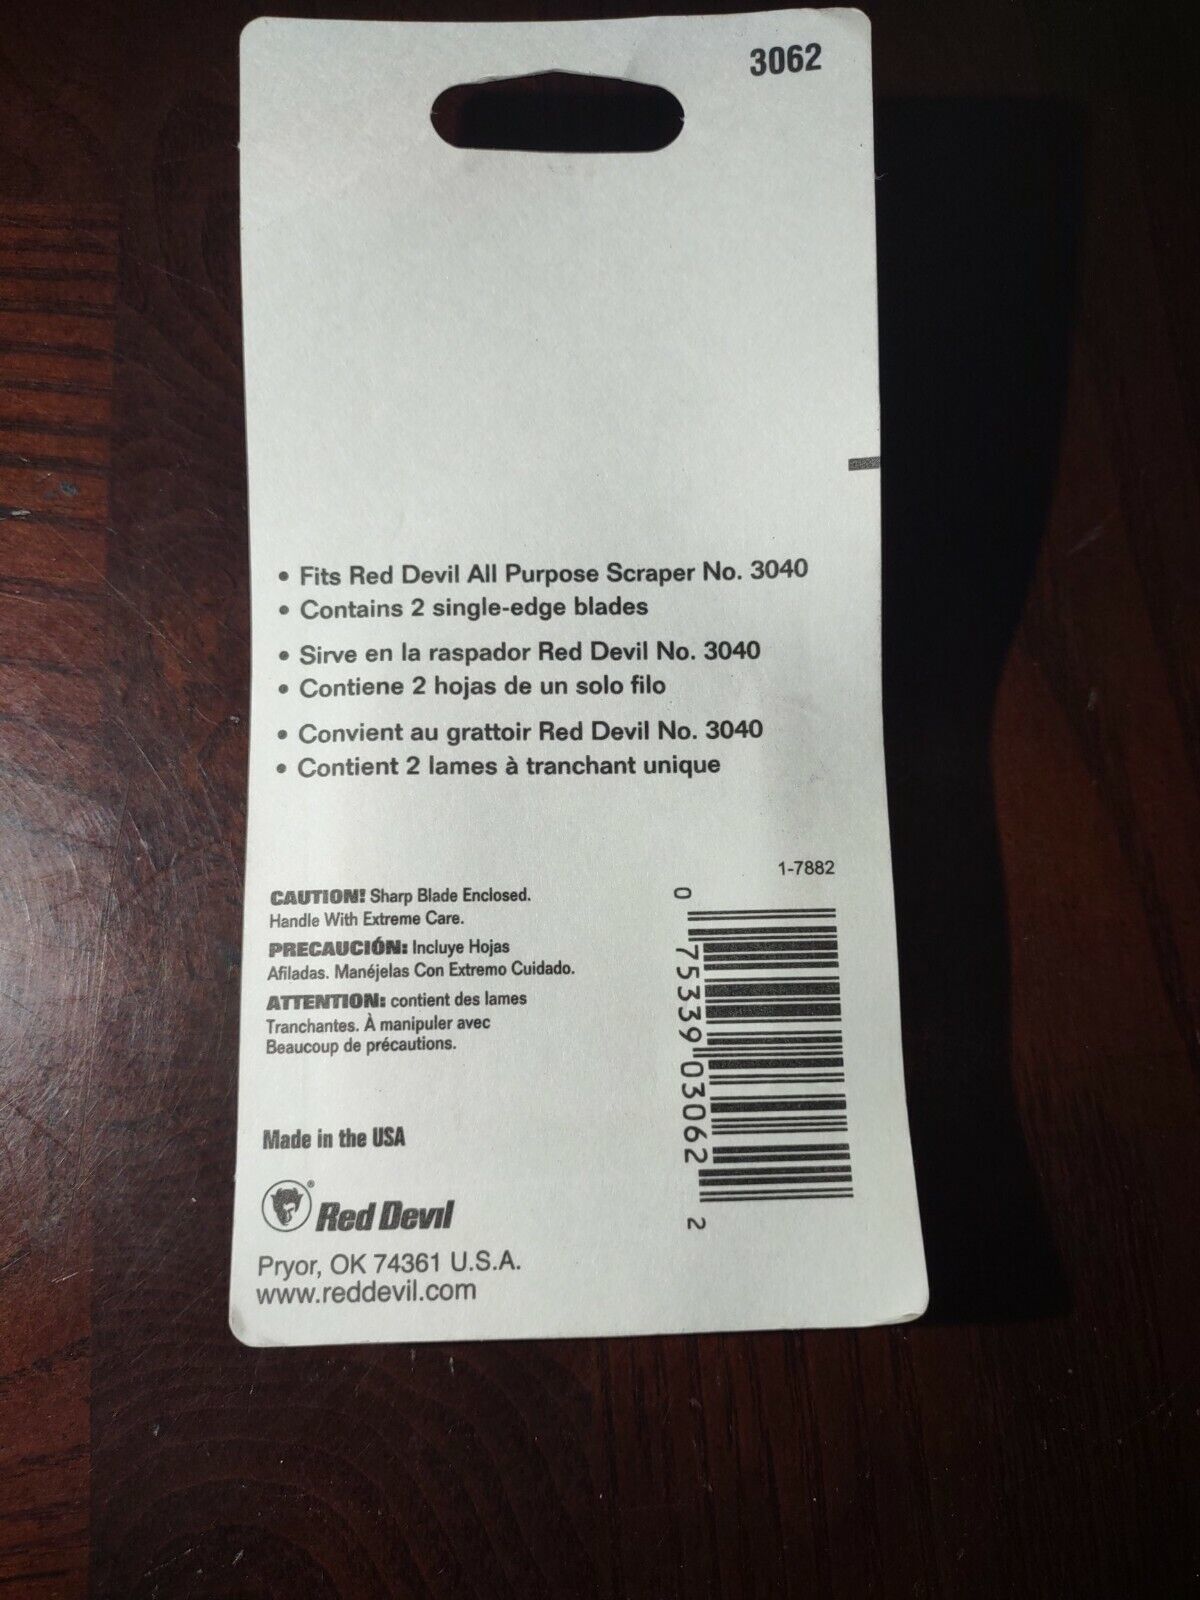 3062
• Fits Red Devil All Purpose Scraper No. 3040
• Contains 2 single-edge blades
• Sirve en la raspador Red Devil No. 3040
• Contiene 2 hojas de un solo filo
• Convient au grattoir Red Devil No. 3040
• Contient 2 lames à tranchant unique
CAUTION! Sharp Blade Enclosed.
Handle With Extreme Care.
PRECAUCIÓN: Incluye Hojas
Afiladas. Manéjelas Con Extremo Cuidado.
ATTENTION: contient des lames
Tranchantes. À manipuler avec
Beaucoup de précautions.
1-7882
0 75339 03062 2
Made in the USA
® Red Devil
Pryor, OK 74361 U.S.A.
www.reddevil.com